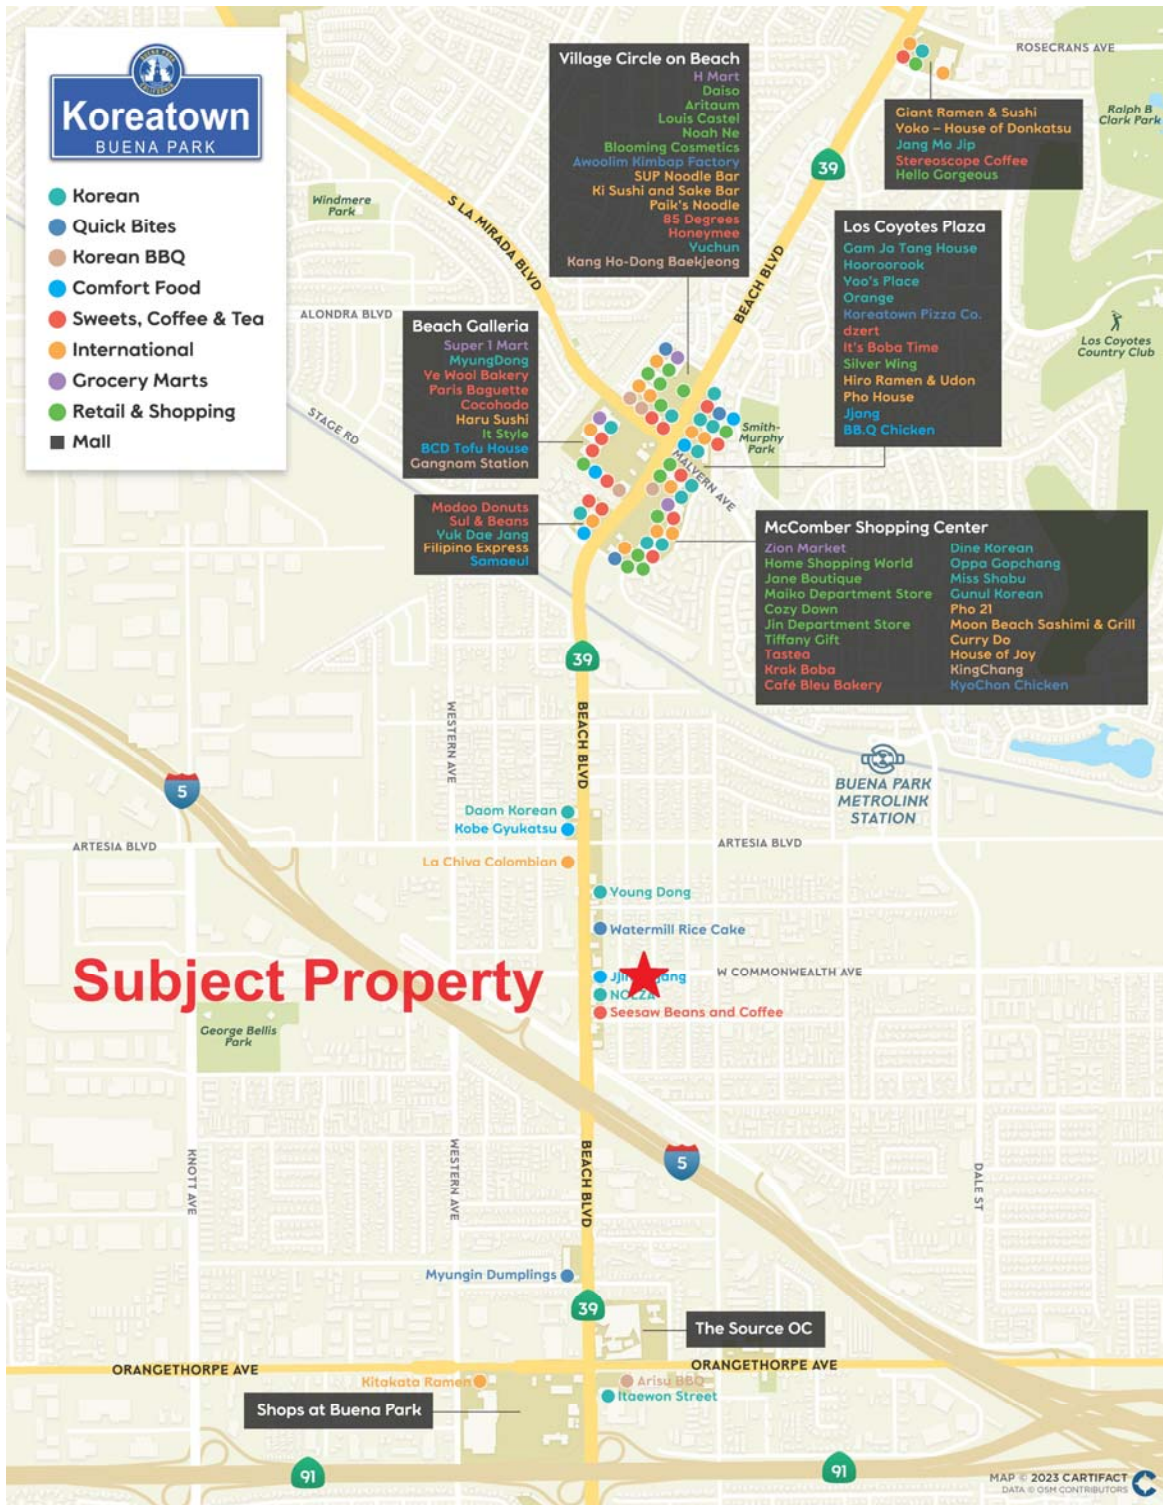 Koreatown
BUENA PARK
Korean
Quick Bites
Korean BBQ
Comfort Food
Sweets, Coffee & Tea
International
Grocery Marts
Retail & Shopping
Mall
Village Circle on Beach
H Mart
Daiso
Aritaum
Louis Castel
Noah Ne
Blooming Cosmetics
Awoolim Kimbap Factory
SUP Noodle Bar
Ki Sushi and Sake Bar
Paik's Noodle
85 Degrees
Honeymee
Yuchun
Kang Ho-Dong Baekjeong
ROSECRANS AVE
Ralph B
Clark Park
Giant Ramen & Sushi
Yoko – House of Donkatsu
Jang Mo Jip
Stereoscope Coffee
Hello Gorgeous
39
Windmere
Park
S LA MIRADA BLVD
BEACH BLVD
Los Coyotes Plaza
Gam Ja Tang House
Hooroorook
Yoo's Place
Orange
Koreatown Pizza Co.
dzert
It's Boba Time
Silver Wing
Hiro Ramen & Udon
Pho House
Jjang
BB.Q Chicken
Los Coyotes
Country Club
ALONDRA BLVD
STAGE RD
Beach Galleria
Super 1 Mart
MyungDong
Ye Wool Bakery
Paris Baguette
Cocohodo
Haru Sushi
It Style
BCD Tofu House
Gangnam Station
Smith-
Murphy
Park
MALVERN AVE
Modoo Donuts
Sul & Beans
Yuk Dae Jang
Filipino Express
Samaeul
McComber Shopping Center
Zion Market
Home Shopping World
Jane Boutique
Maiko Department Store
Cozy Down
Jin Department Store
Tiffany Gift
Tastea
Krak Boba
Café Bleu Bakery
Dine Korean
Oppa Gopchang
Miss Shabu
Gunul Korean
Pho 21
Moon Beach Sashimi & Grill
Curry Do
House of Joy
KingChang
KyoChon Chicken
39
WESTERN AVE
BEACH BLVD
5
BUENA PARK
METROLINK
STATION
Daom Korean
Kobe Gyukatsu
ARTESIA BLVD
ARTESIA BLVD
La Chiva Colombian
Young Dong
Watermill Rice Cake
Subject Property
W COMMONWEALTH AVE
Seesaw Beans and Coffee
George Bellis
Park
KNOTT AVE
WESTERN AVE
BEACH BLVD
5
DALE ST
Myungin Dumplings
39
The Source OC
ORANGETHORPE AVE
ORANGETHORPE AVE
Kitakata Ramen
Arisu BBQ
Itaewon Street
Shops at Buena Park
91
91
MAP © 2023 CARTIFACT
DATA © OSM CONTRIBUTORS